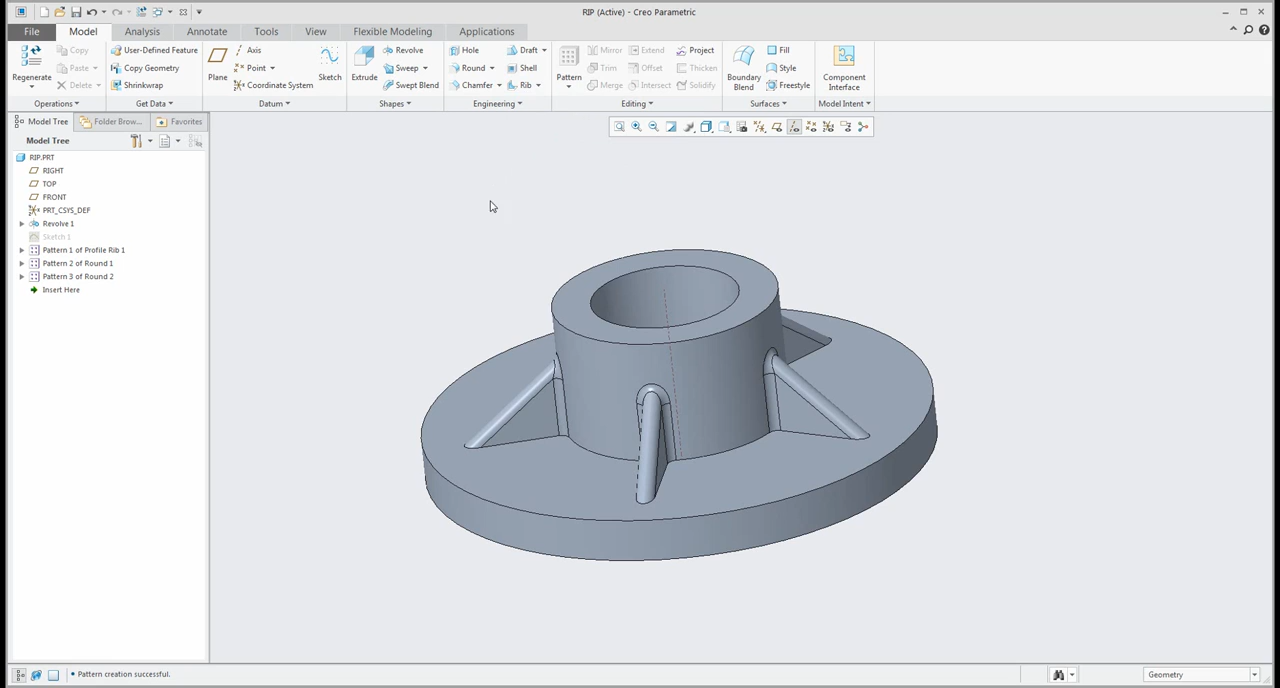 RIP (Active) - Creo Parametric
File Model Analysis Annotate Tools View Flexible Modeling Applications
Regenerate
Copy
Paste
Delete
Operations
User-Defined Feature
Copy Geometry
Shrinkwrap
Get Data
Plane
Axis
Point
Coordinate System
Sketch
Datum
Extrude
Revolve
Sweep
Swept Blend
Shapes
Hole
Round
Chamfer
Draft
Shell
Rib
Engineering
Pattern
Mirror
Trim
Merge
Extend
Offset
Intersect
Project
Thicken
Solidify
Editing
Boundary
Blend
Fill
Style
Freestyle
Surfaces
Component
Interface
Model Intent
Model Tree Folder Brow... Favorites
Model Tree
RIP.PRT
RIGHT
TOP
FRONT
PRT_CSYS_DEF
Revolve 1
Sketch 1
Pattern 1 of Profile Rib 1
Pattern 2 of Round 1
Pattern 3 of Round 2
Insert Here
• Pattern creation successful.
Geometry